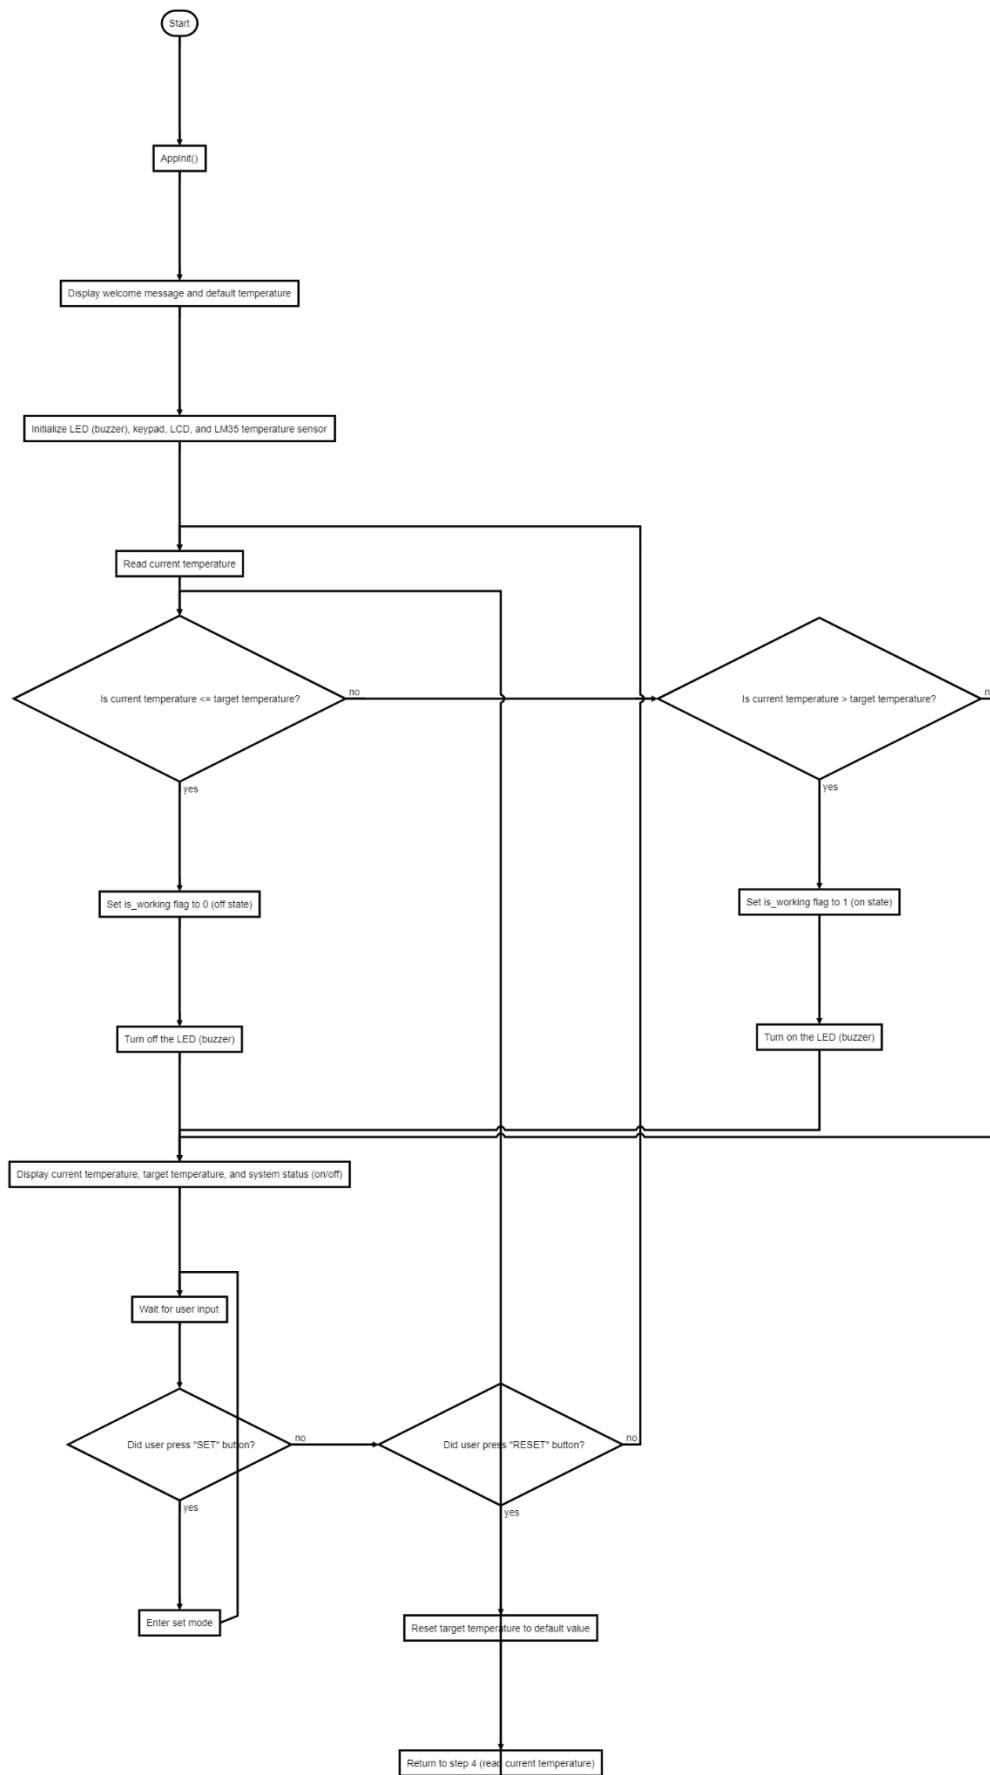 Start
AppInit()
Display welcome message and default temperature
Initialize LED (buzzer), keypad, LCD, and LM35 temperature sensor
Read current temperature
Is current temperature <= target temperature?
no
Is current temperature > target temperature?
n
yes
yes
Set is_working flag to 0 (off state)
Set is_working flag to 1 (on state)
Turn off the LED (buzzer)
Turn on the LED (buzzer)
Display current temperature, target temperature, and system status (on/off)
Wait for user input
Did user press "SET" button?
no
Did user press "RESET" button?
no
yes
yes
Enter set mode
Reset target temperature to default value
Return to step 4 (read current temperature)